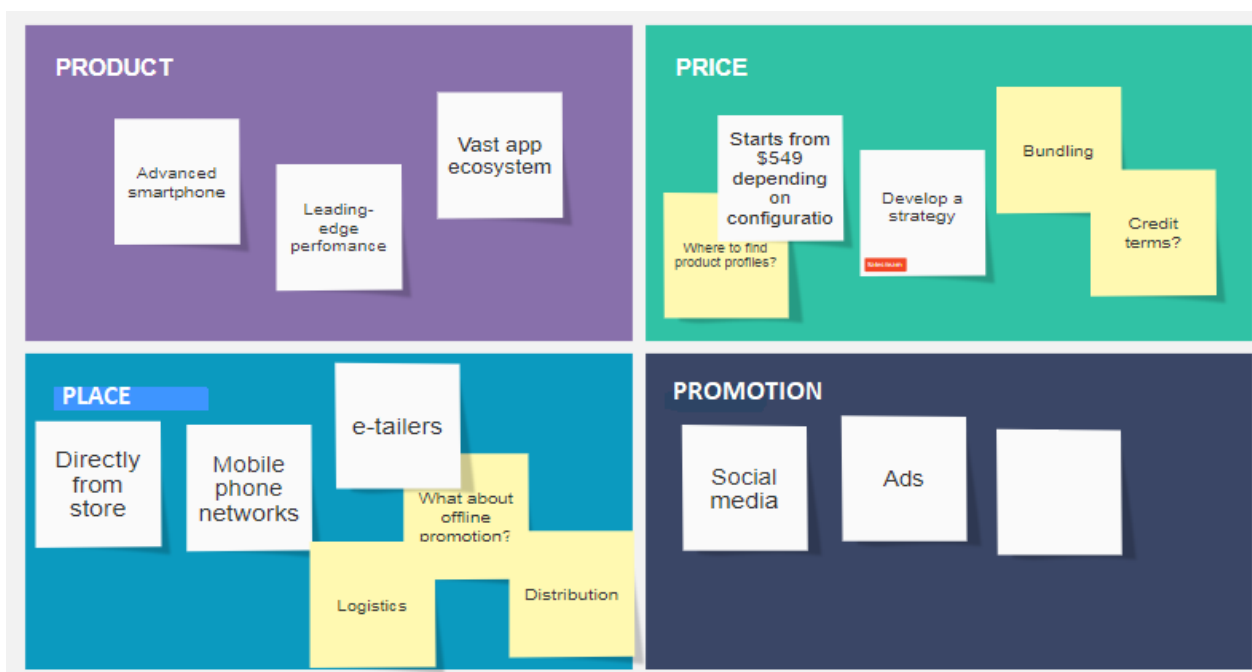 PRODUCT
Advanced
smartphone
Leading-
edge
perfomance
Vast app
ecosystem
PRICE
Starts from
$549
depending
on
configuratio
Where to find
product profiles?
Develop a
strategy
Bundling
Credit
terms?
PLACE
Directly
from
store
Mobile
phone
networks
e-tailers
What about
offline
promotion?
Logistics
Distribution
PROMOTION
Social
media
Ads